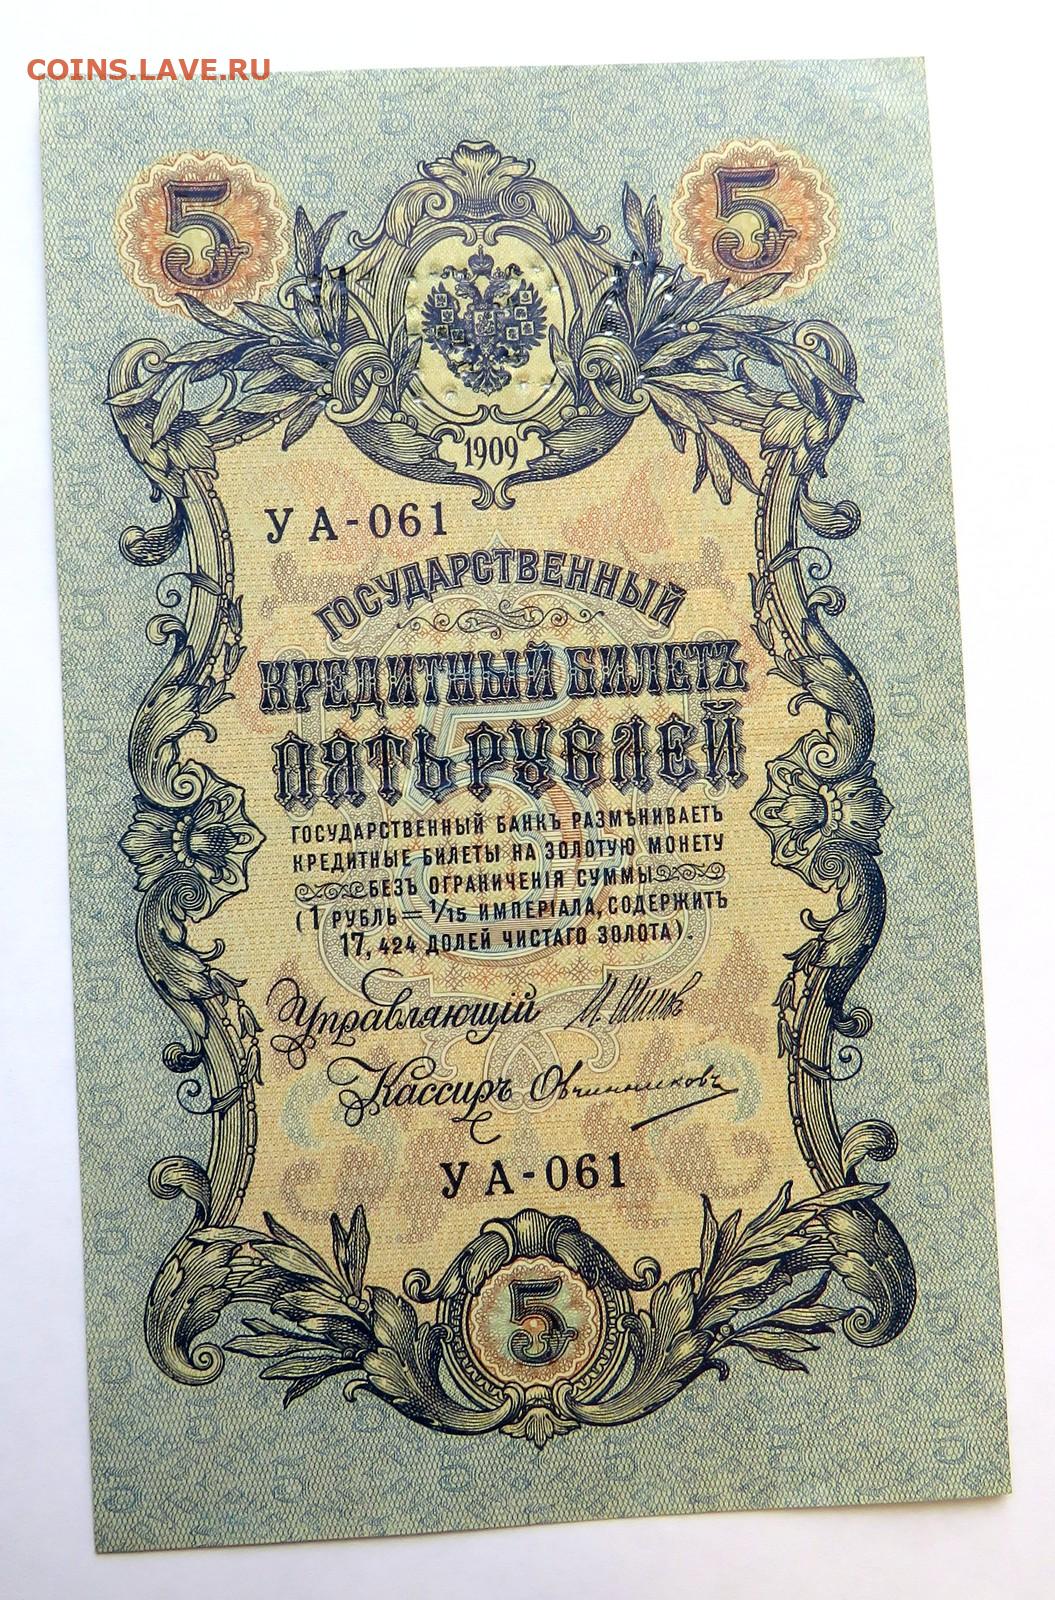 COINS.LAVE.RU
5 5
1909
УА-061
ГОСУДАРСТВЕННЫЙ
КРЕДИТНЫЙ БИЛЕТЪ
ПЯТЬ РУБЛЕЙ
ГОСУДАРСТВЕННЫЙ БАНКЪ РАЗМѢНИВАЕТЪ
КРЕДИТНЫЕ БИЛЕТЫ НА ЗОЛОТУЮ МОНЕТУ
БЕЗЪ ОГРАНИЧЕНІЯ СУММЫ
(1 РУБЛЬ = 1/15 ИМПЕРІАЛА, СОДЕРЖИТЪ
17,424 ДОЛЕЙ ЧИСТАГО ЗОЛОТА).
Управляющій И. Шипов
Кассиръ Овчинниковъ
УА-061
5